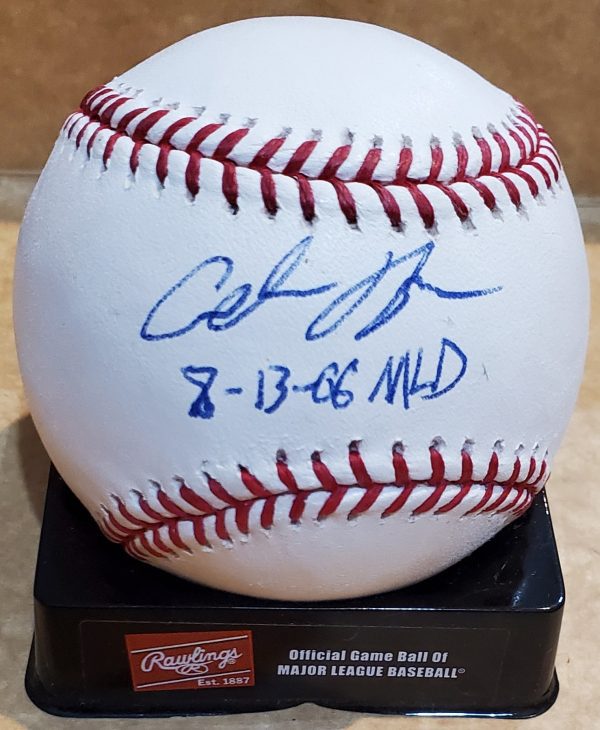 8-13-06 MLD
Rawlings
R
Est. 1887
Official Game Ball Of
MAJOR LEAGUE BASEBALL®